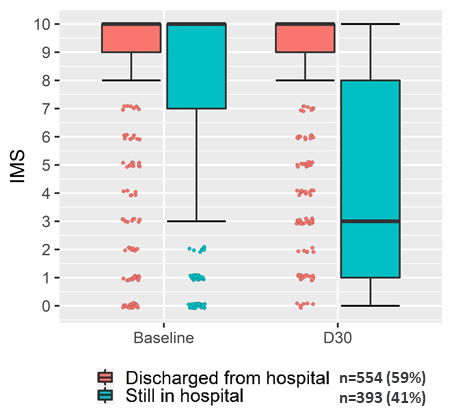 IMS
10
9
8
7
6
5
4
3
2
1
0
Baseline D30
Discharged from hospital n=554 (59%)
Still in hospital n=393 (41%)